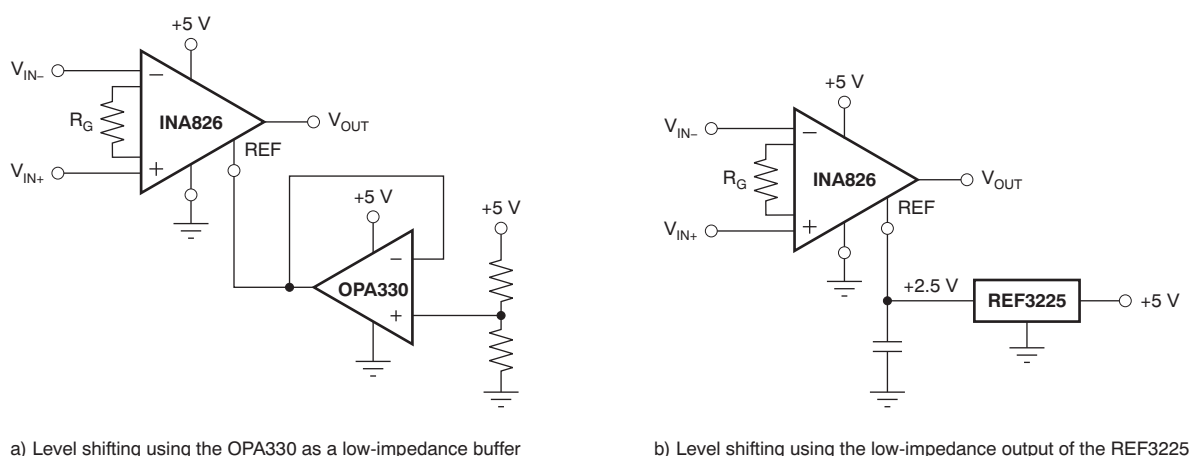 +5 V
V_IN−
−
R_G
INA826
V_OUT
REF
V_IN+
+
+5 V
+5 V
−
OPA330
+
a) Level shifting using the OPA330 as a low-impedance buffer
+5 V
V_IN−
−
R_G
INA826
V_OUT
REF
V_IN+
+
+2.5 V
REF3225
+5 V
b) Level shifting using the low-impedance output of the REF3225